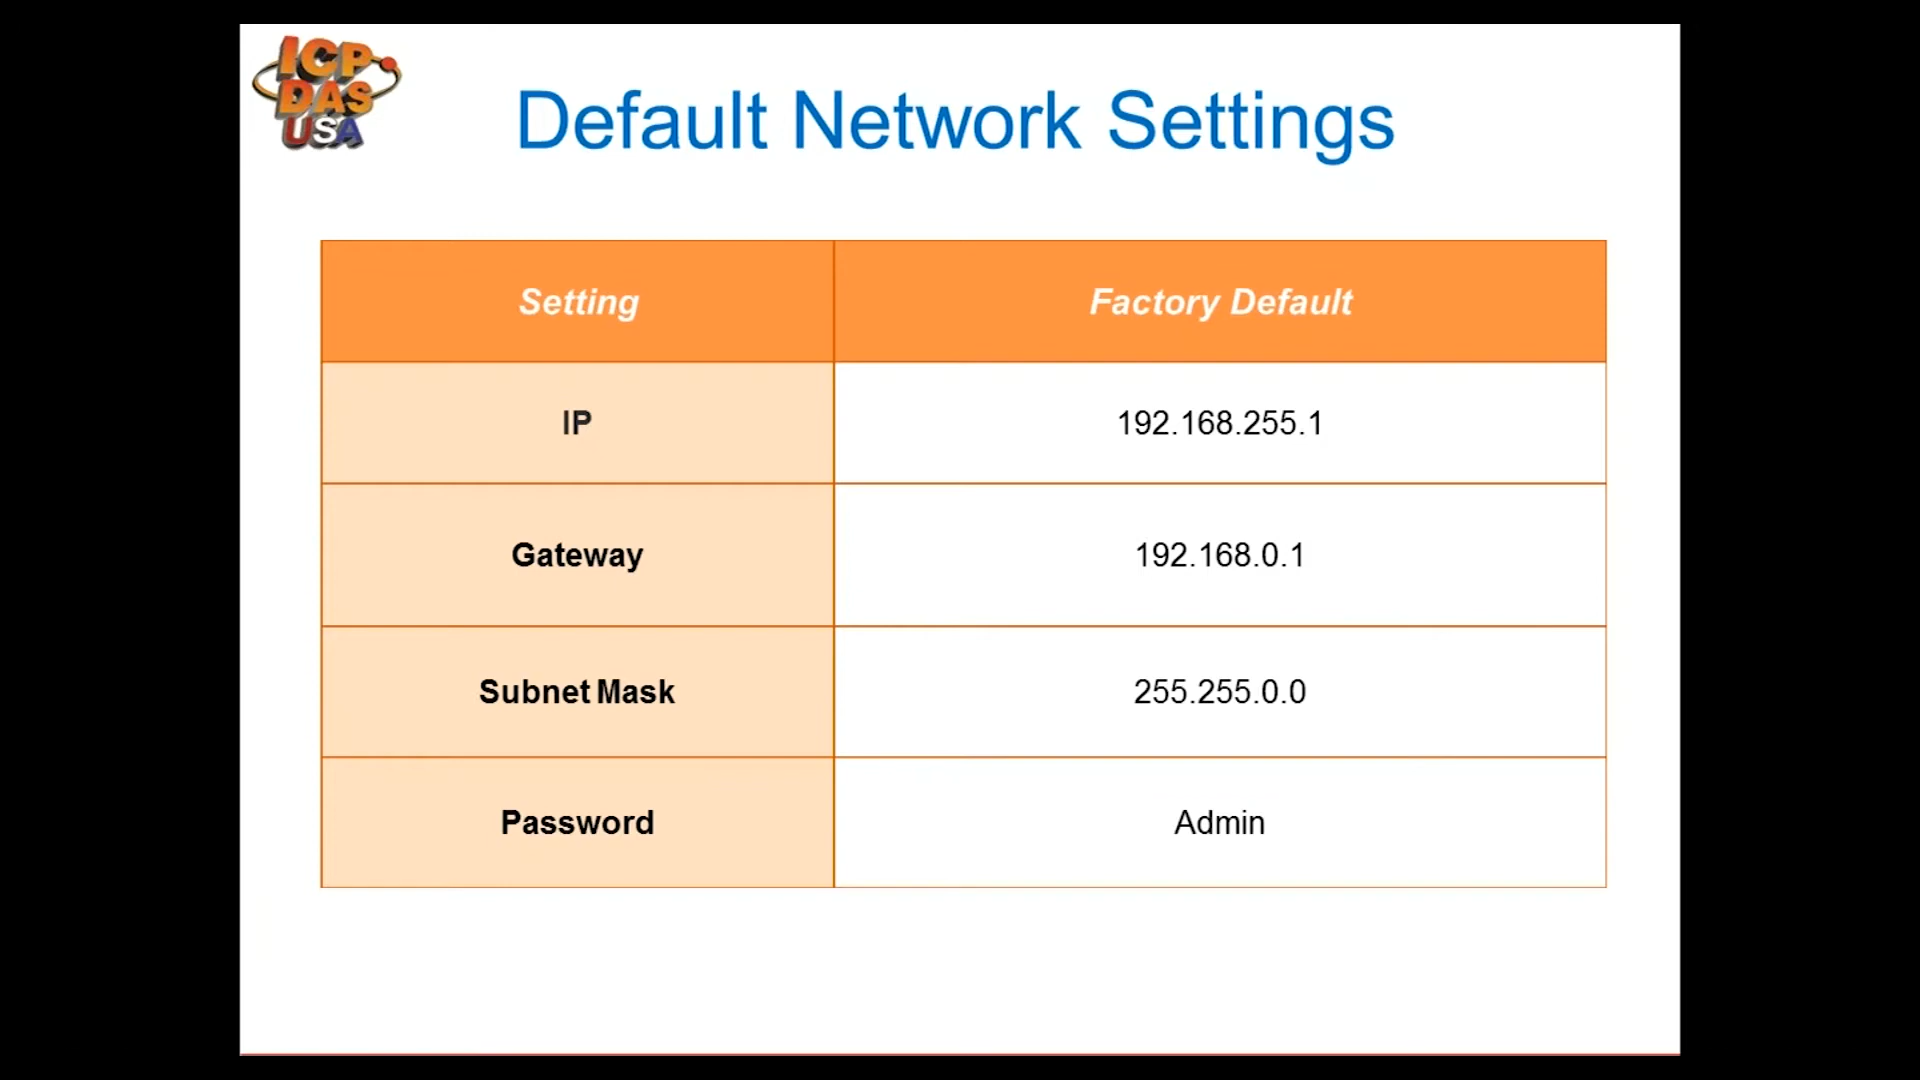 ICP
DAS
USA
Default Network Settings
Setting Factory Default
IP 192.168.255.1
Gateway 192.168.0.1
Subnet Mask 255.255.0.0
Password Admin